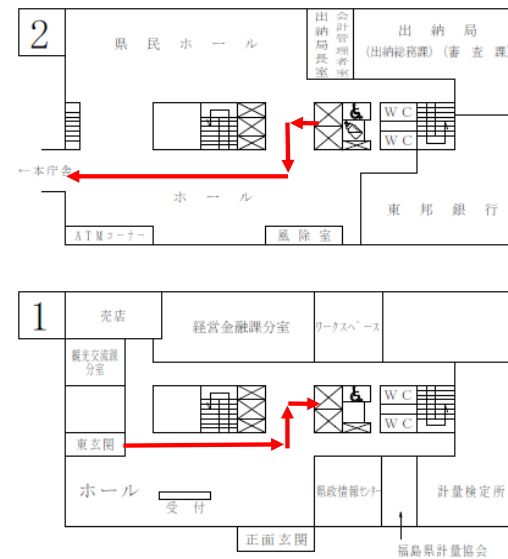 2
県民ホール
出納局長室
会計管理者室
出納局
(出納総務課)(審査課)
WC
WC
←本庁舎
ホール
東邦銀行
ATMコーナー
風除室
1
売店
経営金融課分室
ワークスペース
観光交流課
分室
WC
WC
東玄関
ホール
受付
県政情報センター
計量検定所
正面玄関
福島県計量協会